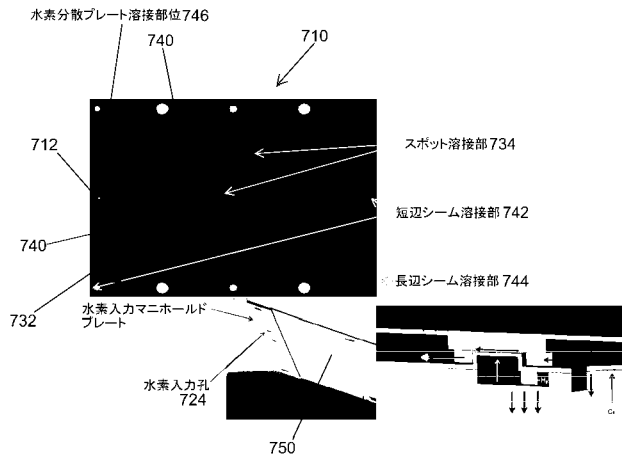 水素分散プレート溶接部位746
740
710
712
スポット溶接部734
短辺シーム溶接部742
740
長辺シーム溶接部744
732
水素入力マニホールド
プレート
水素入力孔
724
750